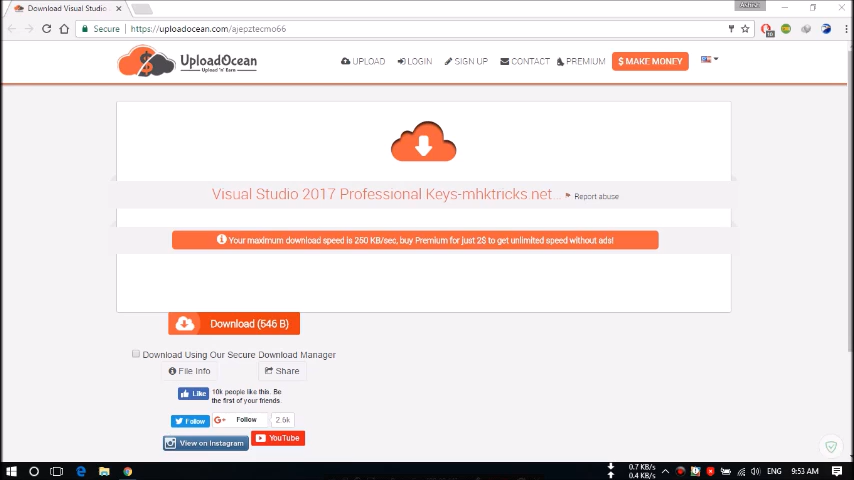 Download Visual Studio
Secure
https://uploadocean.com/ajepztecmo66
UploadOcean
Upload 'n' Earn
UPLOAD
LOGIN
SIGN UP
CONTACT
PREMIUM
$ MAKE MONEY
Visual Studio 2017 Professional Keys-mhktricks.net...
Report abuse
Your maximum download speed is 250 KB/sec, buy Premium for just 2$ to get unlimited speed without ads!
Download (546 B)
Download Using Our Secure Download Manager
File Info
Share
Like
10k people like this. Be
the first of your friends.
Follow
G+ Follow
2.6k
View on Instagram
YouTube
0.7 KB/s
0.4 KB/s
ENG
9:53 AM